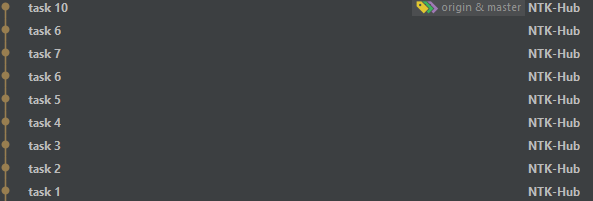 task 10 origin & master NTK-Hub
task 6 NTK-Hub
task 7 NTK-Hub
task 6 NTK-Hub
task 5 NTK-Hub
task 4 NTK-Hub
task 3 NTK-Hub
task 2 NTK-Hub
task 1 NTK-Hub